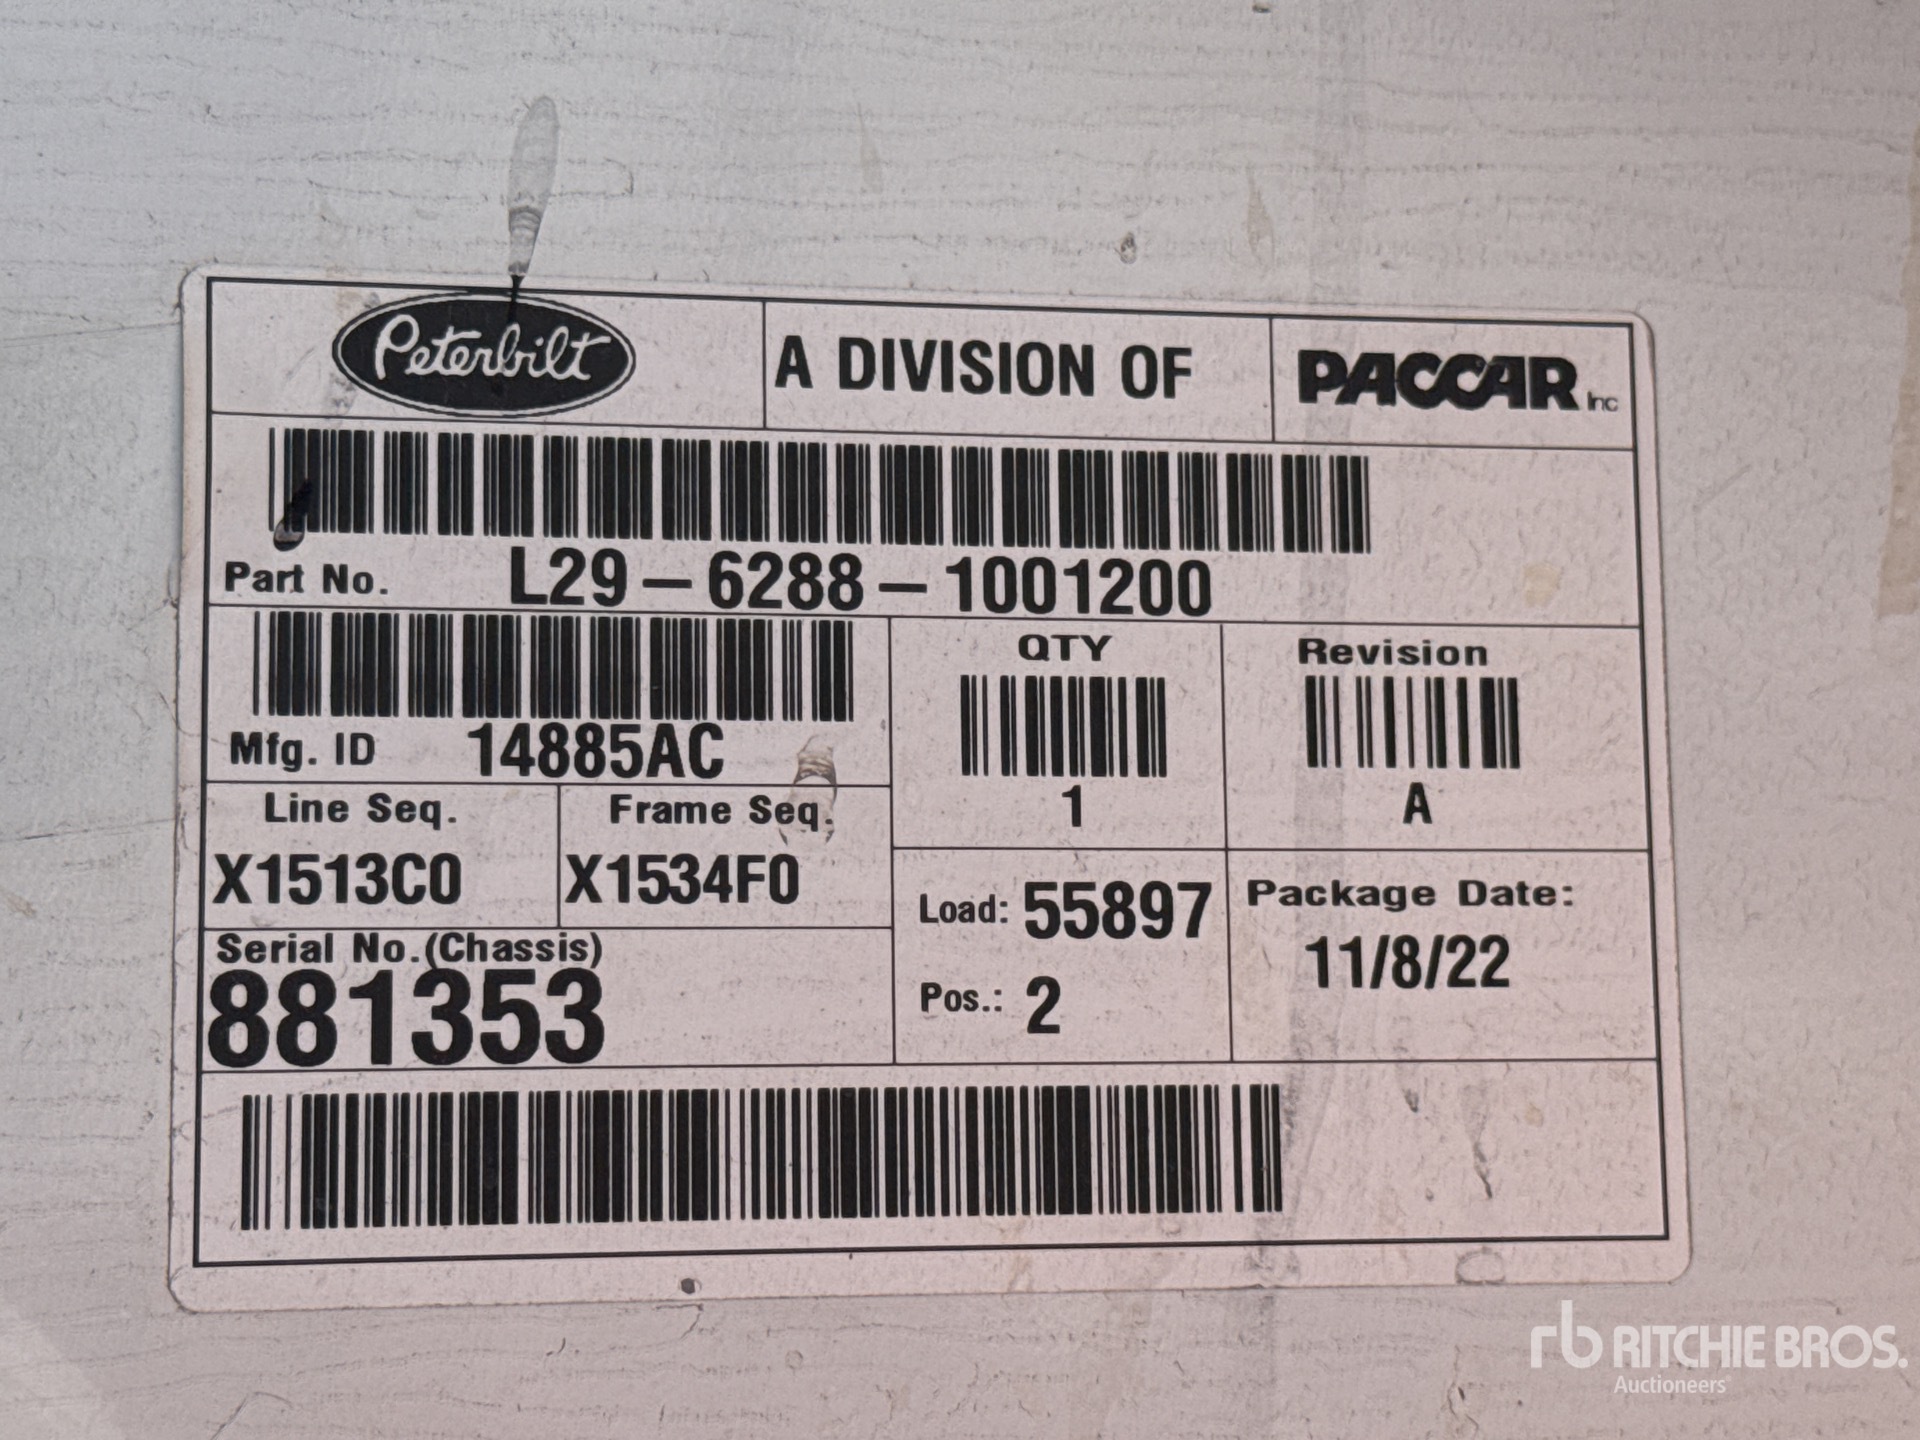 Peterbilt A DIVISION OF PACCAR Inc
Part No. L29-6288-1001200
Mfg. ID 14885AC
QTY
1
Revision
A
Line Seq.
X1513C0
Frame Seq.
X1534F0
Serial No.(Chassis)
881353
Load: 55897
Pos.: 2
Package Date:
11/8/22
rb RITCHIE BROS.
Auctioneers